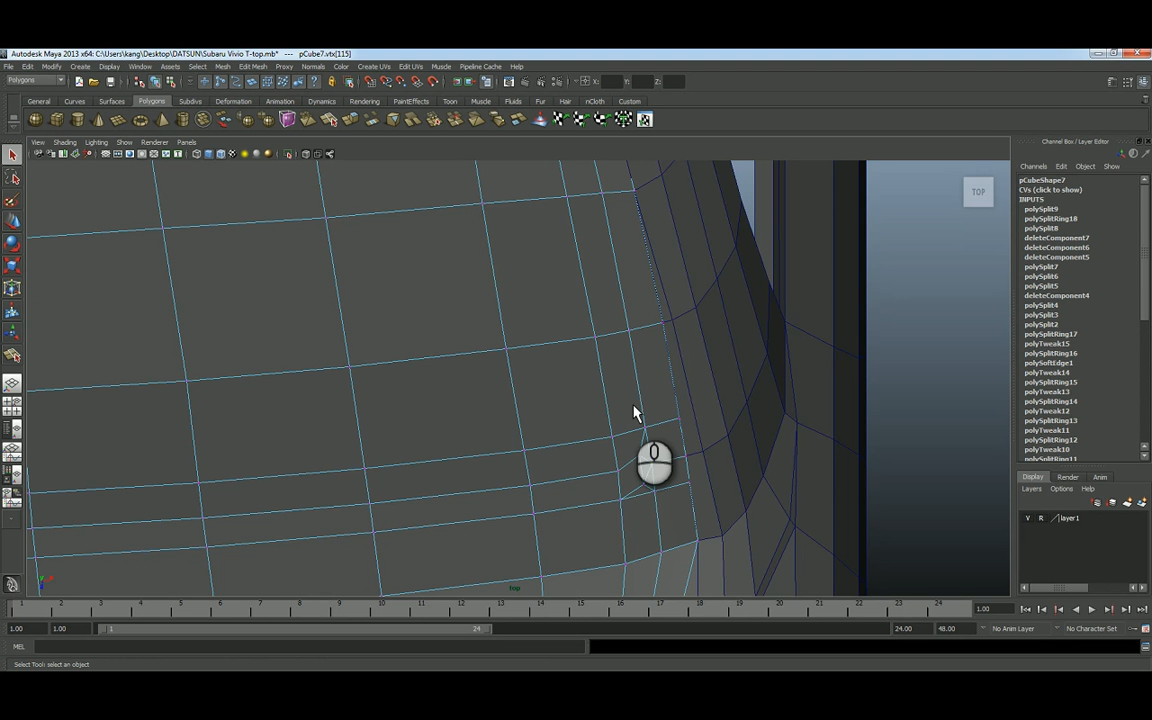 Autodesk Maya 2013 x64: C:\Users\kang\Desktop\DATSUN\Subaru Vivio T-top.mb* --- pCube7.vtx[115]
File Edit Modify Create Display Window Assets Select Mesh Edit Mesh Proxy Normals Color Create UVs Edit UVs Muscle Pipeline Cache Help
Polygons X: Y: Z:
General Curves Surfaces Polygons Subdivs Deformation Animation Dynamics Rendering PaintEffects Toon Muscle Fluids Fur Hair nCloth Custom
View Shading Lighting Show Renderer Panels
Channel Box / Layer Editor
Channels Edit Object Show
pCubeShape7
CVs (click to show)
INPUTS
polySplit9
polySplitRing18
polySplit8
deleteComponent7
deleteComponent6
deleteComponent5
polySplit7
polySplit6
polySplit5
deleteComponent4
polySplit4
polySplit3
polySplit2
polySplitRing17
polyTweak15
polySplitRing16
polySoftEdge1
polyTweak14
polySplitRing15
polyTweak13
polySplitRing14
polyTweak12
polySplitRing13
polyTweak11
polySplitRing12
polyTweak10
TOP
top
Display Render Anim
Layers Options Help
V R layer1
1 2 3 4 5 6 7 8 9 10 11 12 13 14 15 16 17 18 19 20 21 22 23 24 1.00
1.00 1.00 1 24 24.00 48.00 No Anim Layer No Character Set
MEL
Select Tool: select an object